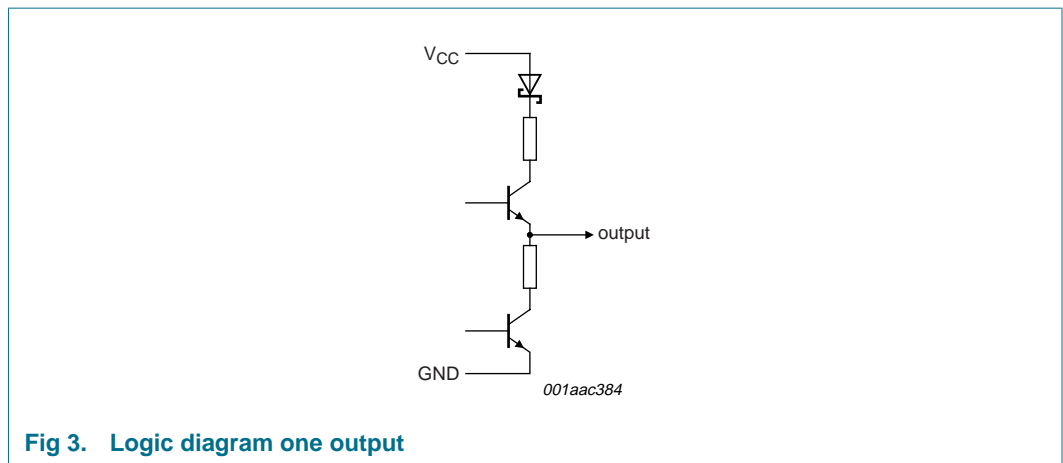 VCC
output
GND
001aac384
Fig 3. Logic diagram one output